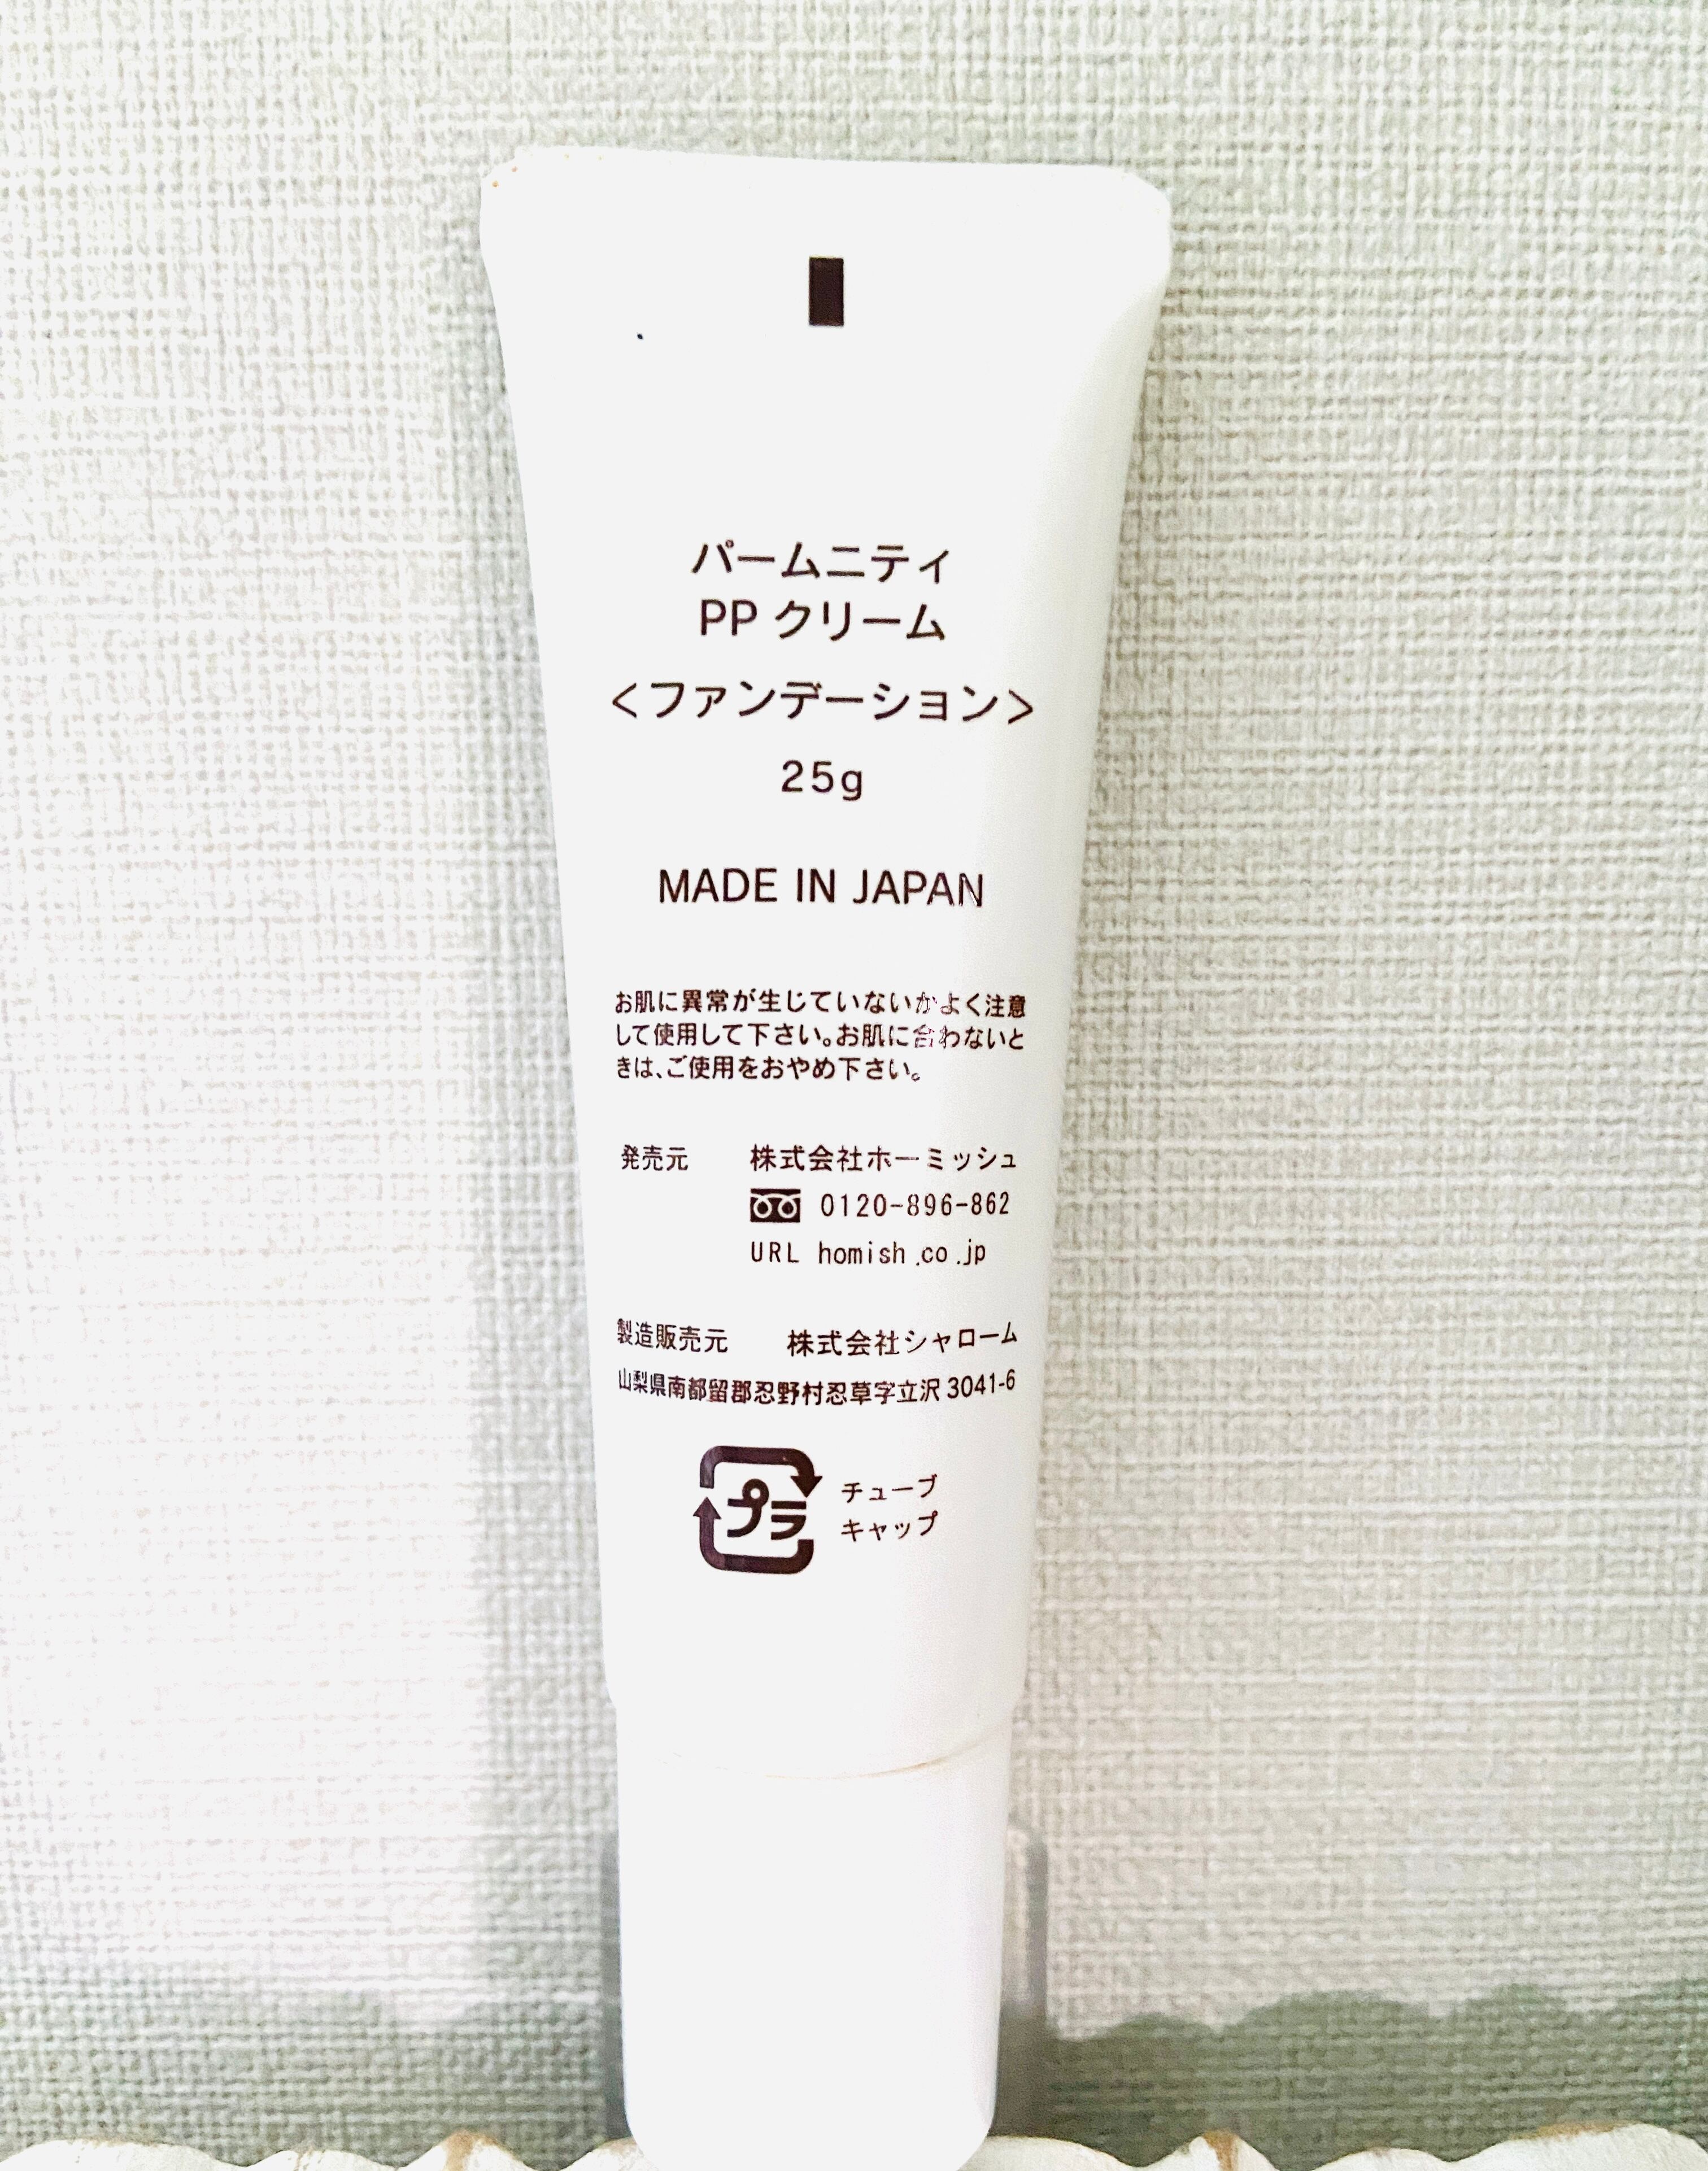 パームニティ
PP クリーム
<ファンデーション>
25g
MADE IN JAPAN
お肌に異常が生じていないかよく注意
して使用して下さい。お肌に合わないと
きは、ご使用をおやめ下さい。
発売元 株式会社ホーミッシュ
0120-896-862
URL homish.co.jp
製造販売元 株式会社シャローム
山梨県南都留郡忍野村忍草字立沢 3041-6
プラ チューブ
キャップ